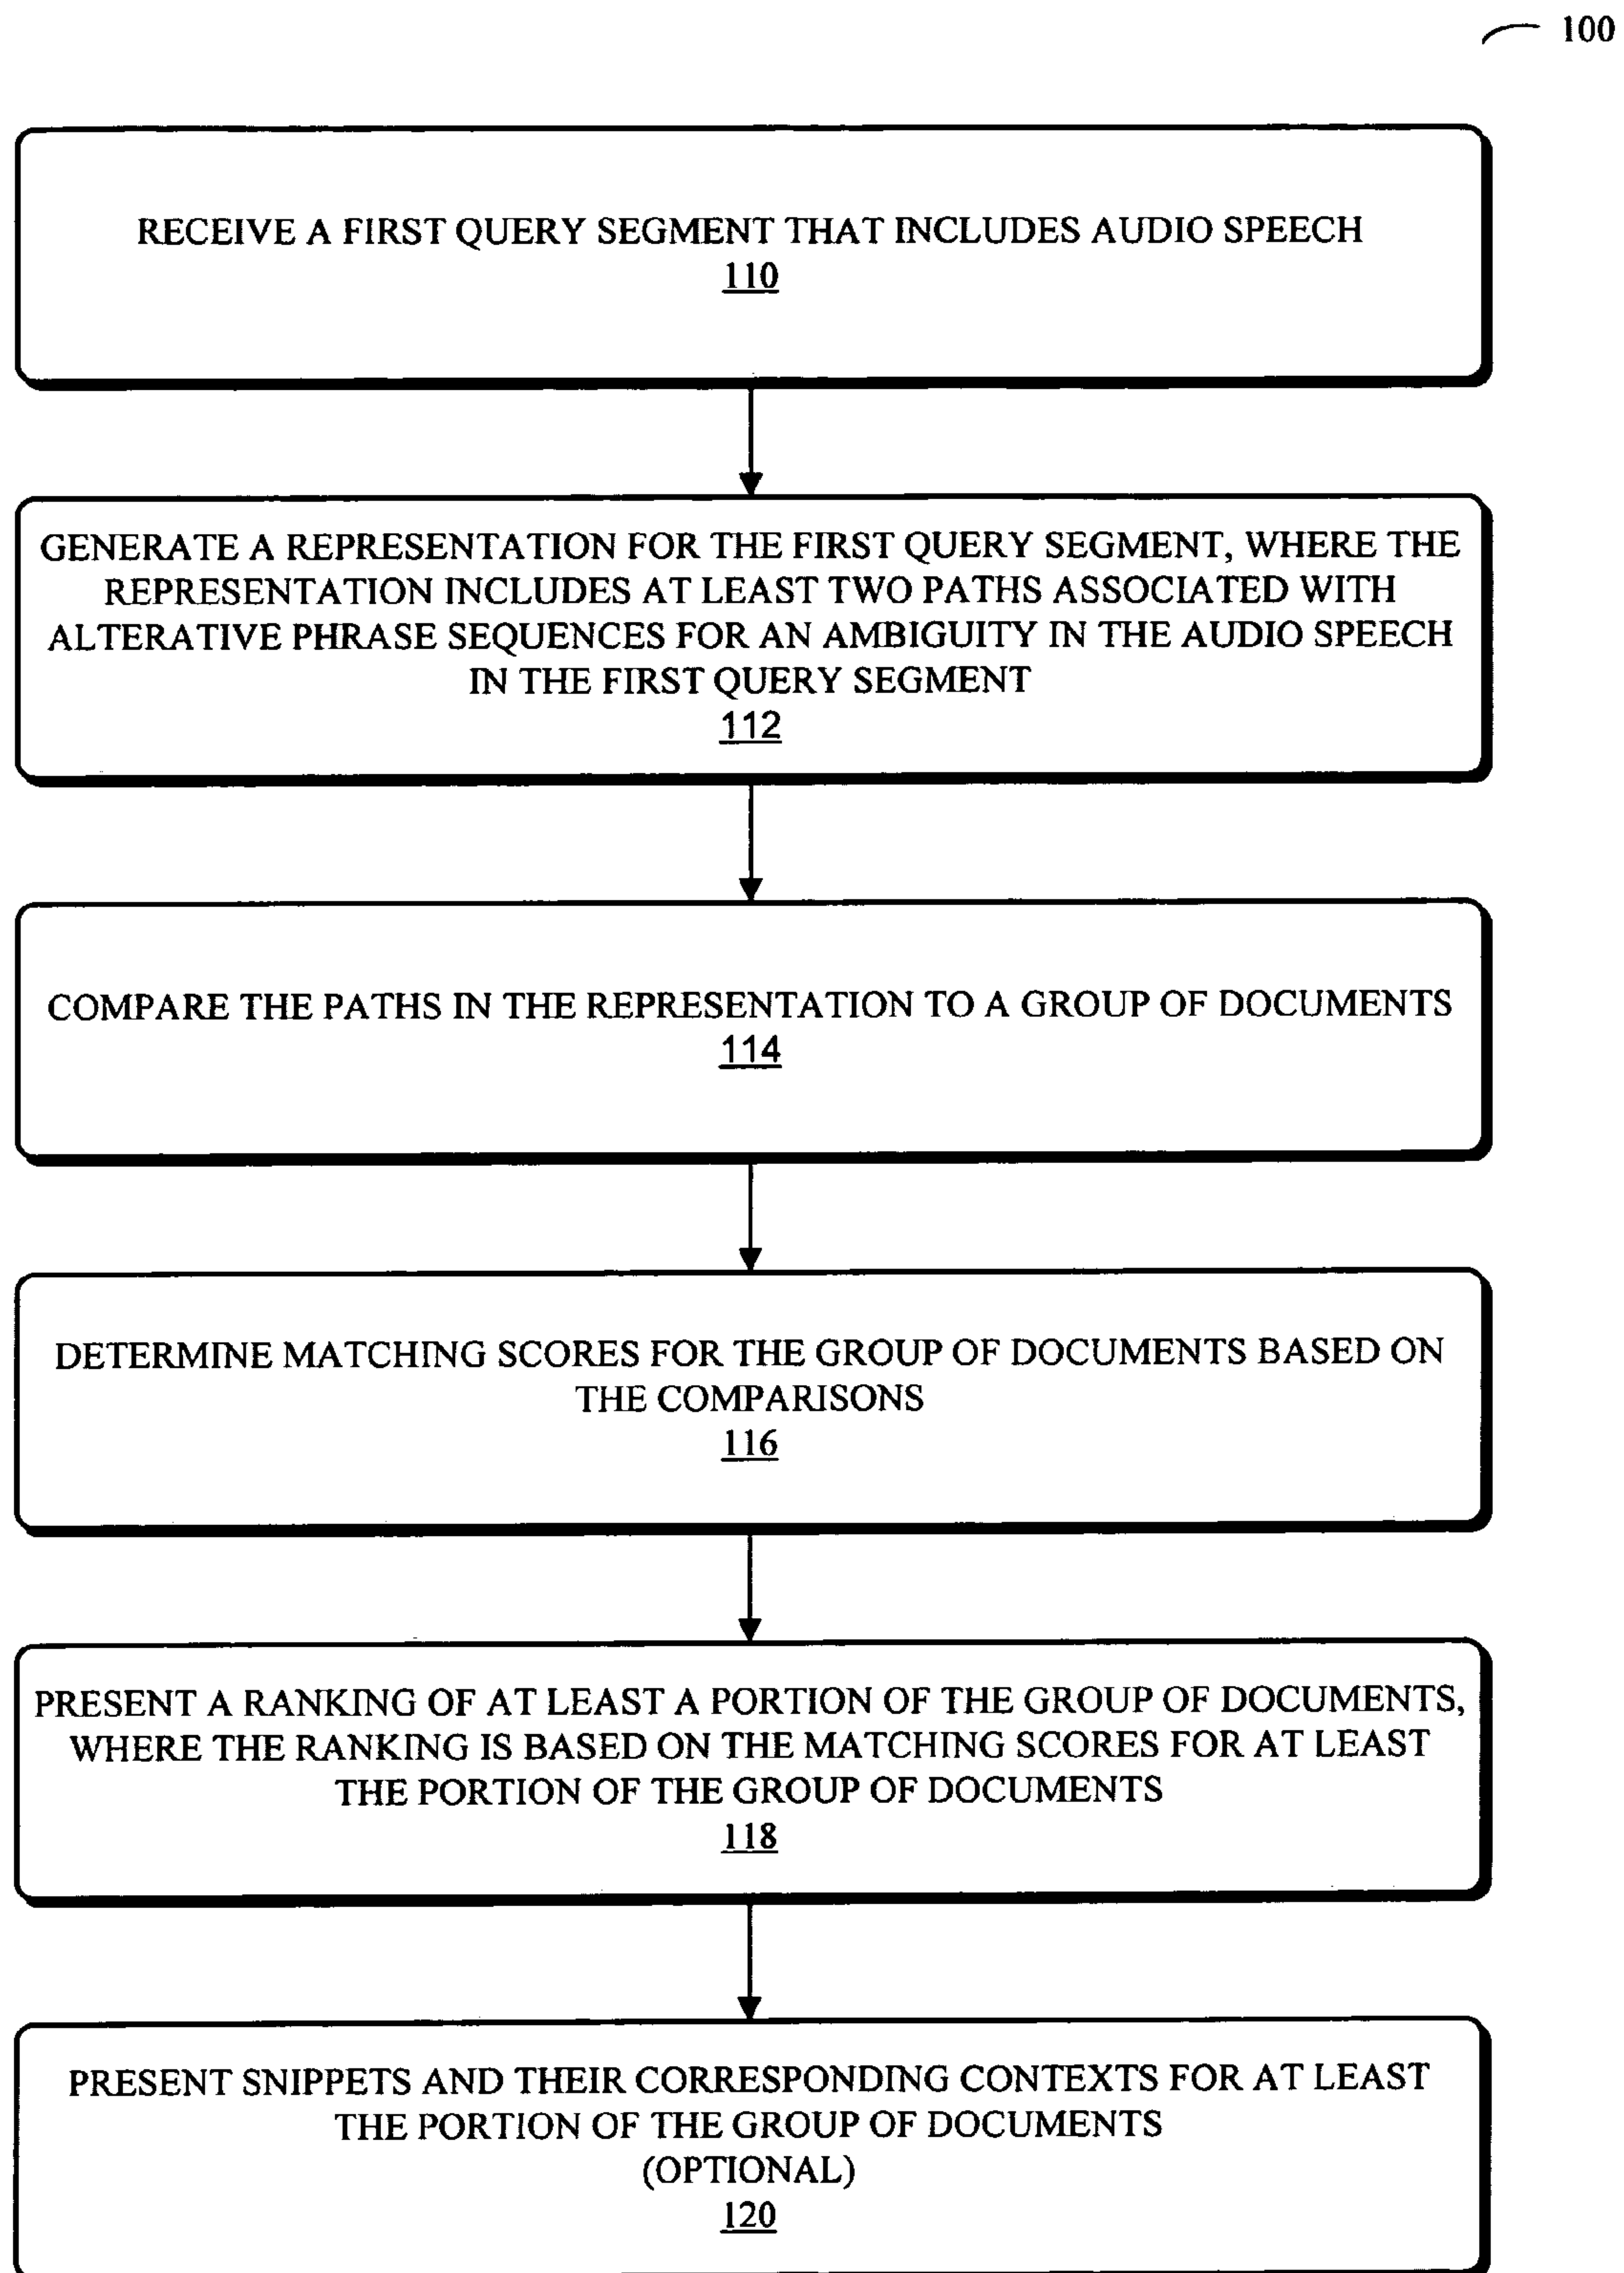 100
RECEIVE A FIRST QUERY SEGMENT THAT INCLUDES AUDIO SPEECH
110
GENERATE A REPRESENTATION FOR THE FIRST QUERY SEGMENT, WHERE THE
REPRESENTATION INCLUDES AT LEAST TWO PATHS ASSOCIATED WITH
ALTERATIVE PHRASE SEQUENCES FOR AN AMBIGUITY IN THE AUDIO SPEECH
IN THE FIRST QUERY SEGMENT
112
COMPARE THE PATHS IN THE REPRESENTATION TO A GROUP OF DOCUMENTS
114
DETERMINE MATCHING SCORES FOR THE GROUP OF DOCUMENTS BASED ON
THE COMPARISONS
116
PRESENT A RANKING OF AT LEAST A PORTION OF THE GROUP OF DOCUMENTS,
WHERE THE RANKING IS BASED ON THE MATCHING SCORES FOR AT LEAST
THE PORTION OF THE GROUP OF DOCUMENTS
118
PRESENT SNIPPETS AND THEIR CORRESPONDING CONTEXTS FOR AT LEAST
THE PORTION OF THE GROUP OF DOCUMENTS
(OPTIONAL)
120